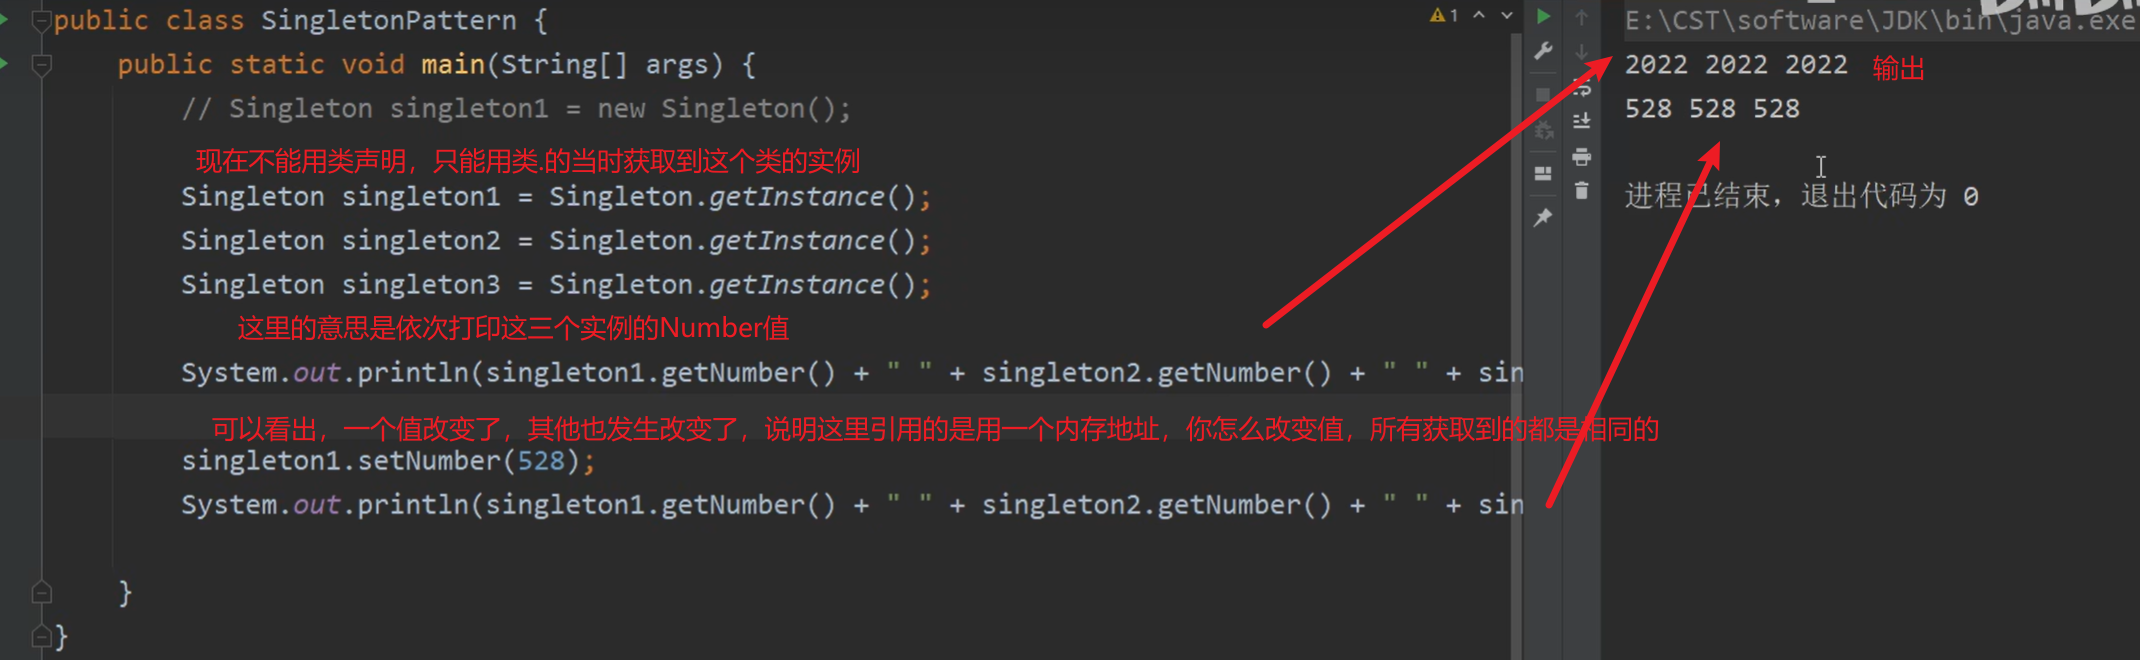 public class SingletonPattern {
public static void main(String[] args) {
// Singleton singleton1 = new Singleton();
现在不能用类声明，只能用类.的当时获取到这个类的实例
Singleton singleton1 = Singleton.getInstance();
Singleton singleton2 = Singleton.getInstance();
Singleton singleton3 = Singleton.getInstance();
这里的意思是依次打印这三个实例的Number值
System.out.println(singleton1.getNumber() + " " + singleton2.getNumber() + " " + sin
可以看出，一个值改变了，其他也发生改变了，说明这里引用的是用一个内存地址，你怎么改变值，所有获取到的都是相同的
singleton1.setNumber(528);
System.out.println(singleton1.getNumber() + " " + singleton2.getNumber() + " " + sin
}
}
1
E:\CST\software\JDK\bin\java.exe
2022 2022 2022 输出
528 528 528
进程已结束，退出代码为 0